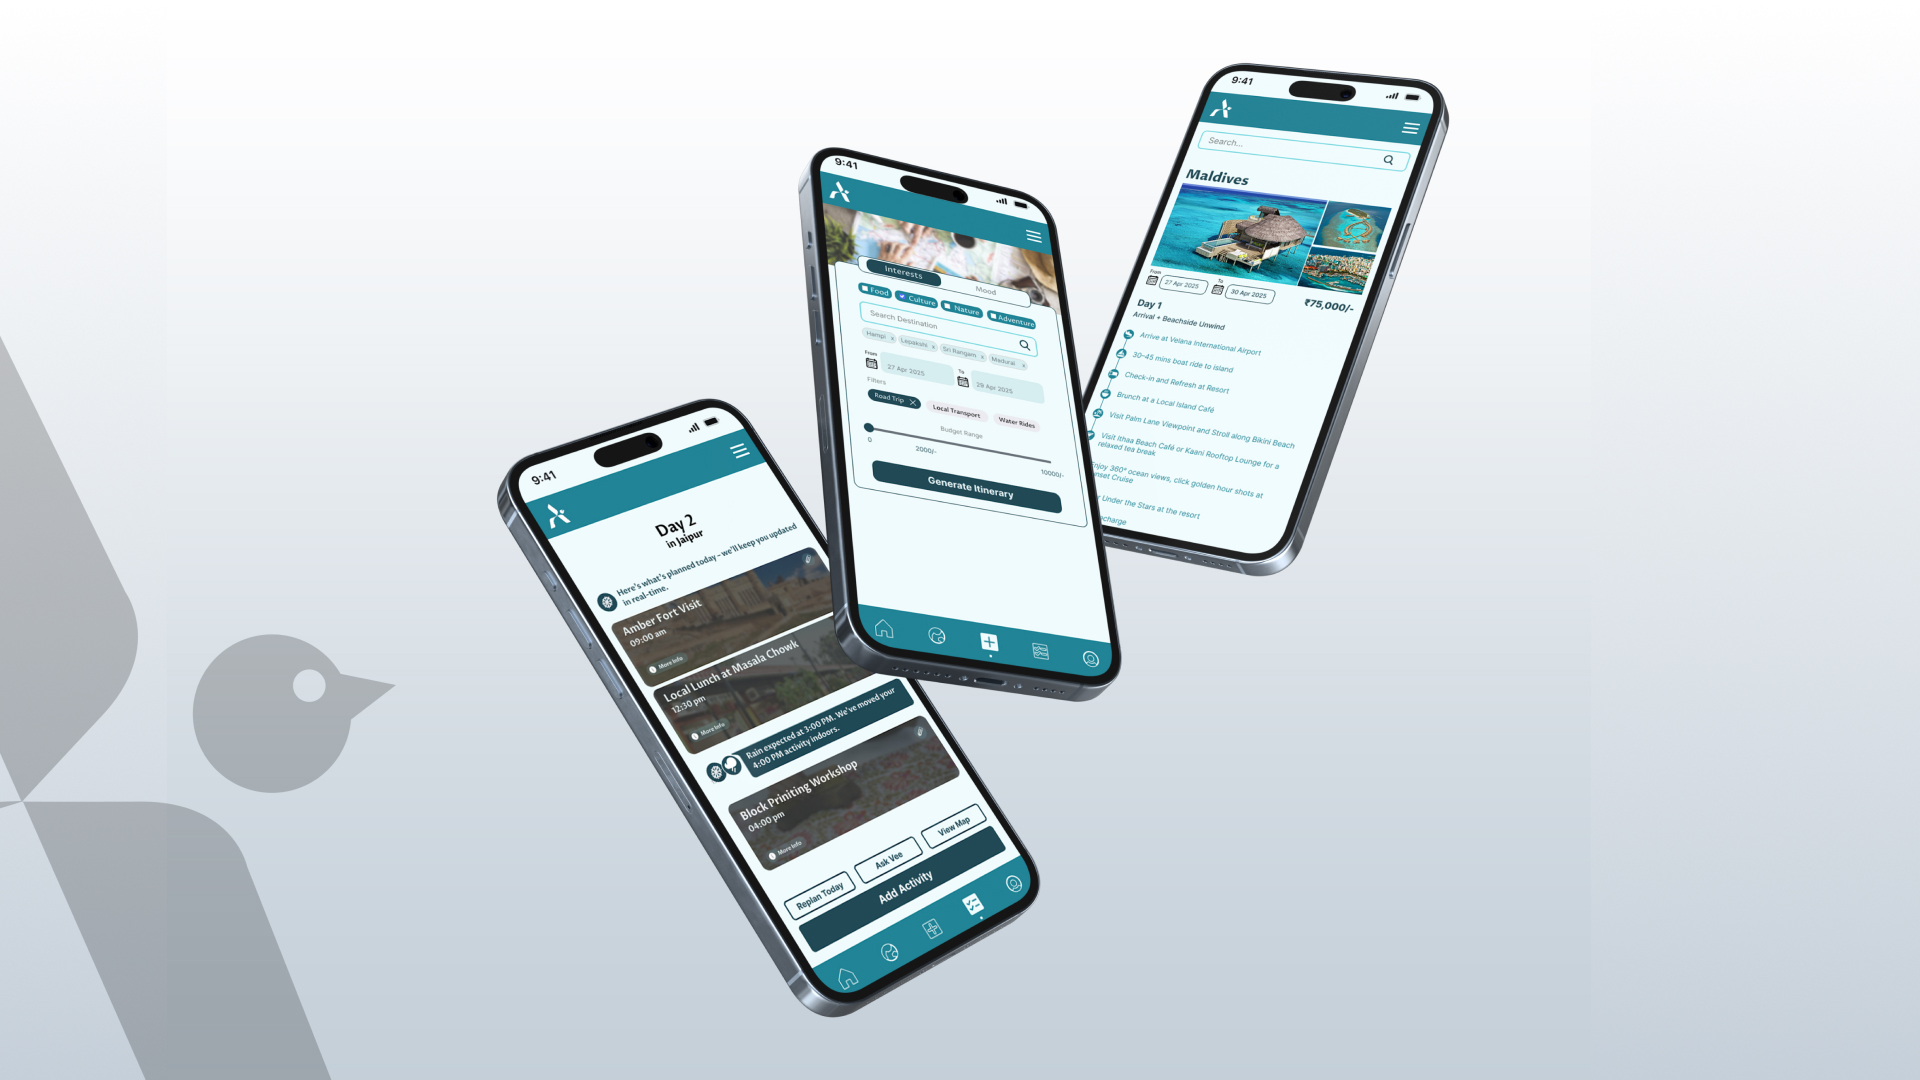 9:41
Day 2
in Jaipur
Here's what's planned today - we'll keep you updated
in real-time.
Amber Fort Visit
09:00 am
More Info
Local Lunch at Masala Chowk
12:30 pm
More Info
Rain expected at 3:00 PM. We've moved your
4:00 PM activity indoors.
Block Priniting Workshop
04:00 pm
More Info
Replan Today
Ask Vee
View Map
Add Activity
9:41
Interests
Mood
Food
Culture
Nature
Adventure
Search Destination
Hampi x
Lepakshi x
Sri Rangam x
Madurai x
From
27 Apr 2025
To
29 Apr 2025
Filters
Road Trip X
Local Transport
Water Rides
Budget Range
0
2000/-
10000/-
Generate Itinerary
9:41
Search...
Maldives
From
27 Apr 2025
To
30 Apr 2025
₹75,000/-
Day 1
Arrival + Beachside Unwind
Arrive at Velana International Airport
30-45 mins boat ride to island
Check-in and Refresh at Resort
Brunch at a Local Island Café
Visit Palm Lane Viewpoint and Stroll along Bikini Beach
Visit Ithaa Beach Café or Kaani Rooftop Lounge for a
relaxed tea break
njoy 360° ocean views, click golden hour shots at
nset Cruise
r Under the Stars at the resort
echarge